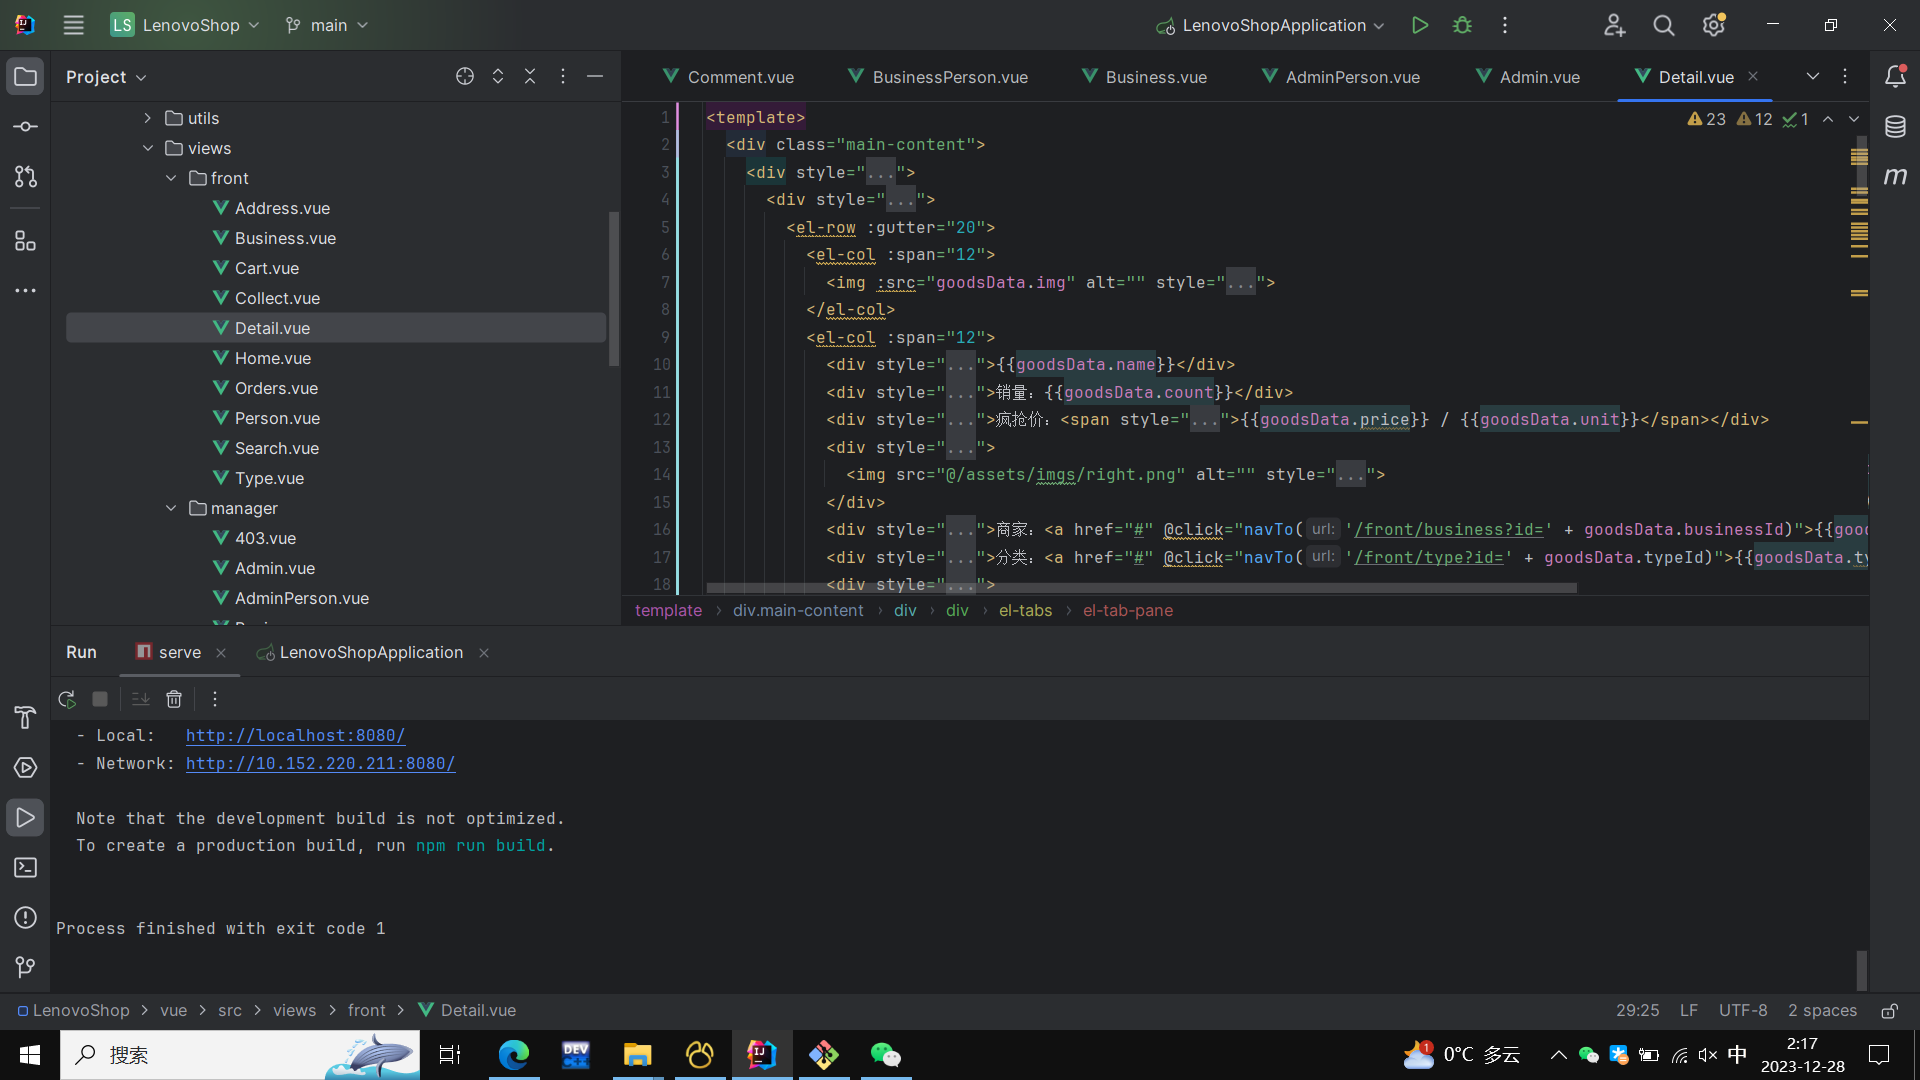 LS LenovoShop main LenovoShopApplication
Project
utils
views
front
Address.vue
Business.vue
Cart.vue
Collect.vue
Detail.vue
Home.vue
Orders.vue
Person.vue
Search.vue
Type.vue
manager
403.vue
Admin.vue
AdminPerson.vue
Comment.vue BusinessPerson.vue Business.vue AdminPerson.vue Admin.vue Detail.vue
23 12 1
1 <template>
2 <div class="main-content">
3 <div style="...">
4 <div style="...">
5 <el-row :gutter="20">
6 <el-col :span="12">
7 <img :src="goodsData.img" alt="" style="...">
8 </el-col>
9 <el-col :span="12">
10 <div style="...">{{goodsData.name}}</div>
11 <div style="...">销量：{{goodsData.count}}</div>
12 <div style="...">疯抢价：<span style="...">{{goodsData.price}} / {{goodsData.unit}}</span></div>
13 <div style="...">
14 <img src="@/assets/imgs/right.png" alt="" style="...">
15 </div>
16 <div style="...">商家：<a href="#" @click="navTo( url: '/front/business?id=' + goodsData.businessId)">{{good
17 <div style="...">分类：<a href="#" @click="navTo( url: '/front/type?id=' + goodsData.typeId)">{{goodsData.ty
18 <div style="...">
template > div.main-content > div > div > el-tabs > el-tab-pane
Run serve LenovoShopApplication
- Local: http://localhost:8080/
- Network: http://10.152.220.211:8080/
Note that the development build is not optimized.
To create a production build, run npm run build.
Process finished with exit code 1
LenovoShop > vue > src > views > front > Detail.vue 29:25 LF UTF-8 2 spaces
搜索 DEV C++ IJ 1 0°C 多云 中 2:17
2023-12-28